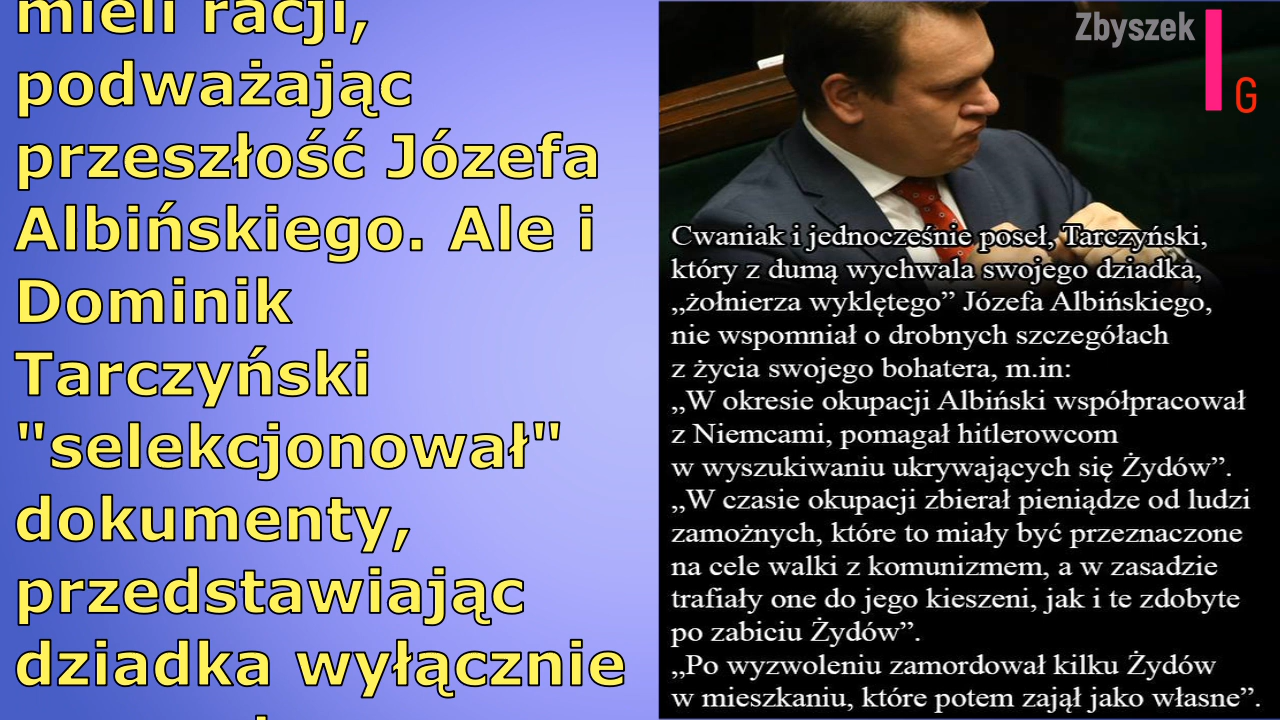 mieli racji,
podważając
przeszłość Józefa
Albińskiego. Ale i
Dominik
Tarczyński
"selekcjonował"
dokumenty,
przedstawiając
dziadka wyłącznie
Zbyszek
I
G
Cwaniak i jednocześnie poseł, Tarczyński,
który z dumą wychwala swojego dziadka,
„żołnierza wyklętego” Józefa Albińskiego,
nie wspomniał o drobnych szczegółach
z życia swojego bohatera, m.in:
„W okresie okupacji Albiński współpracował
z Niemcami, pomagał hitlerowcom
w wyszukiwaniu ukrywających się Żydów”.
„W czasie okupacji zbierał pieniądze od ludzi
zamożnych, które to miały być przeznaczone
na cele walki z komunizmem, a w zasadzie
trafiały one do jego kieszeni, jak i te zdobyte
po zabiciu Żydów”.
„Po wyzwoleniu zamordował kilku Żydów
w mieszkaniu, które potem zajął jako własne”.